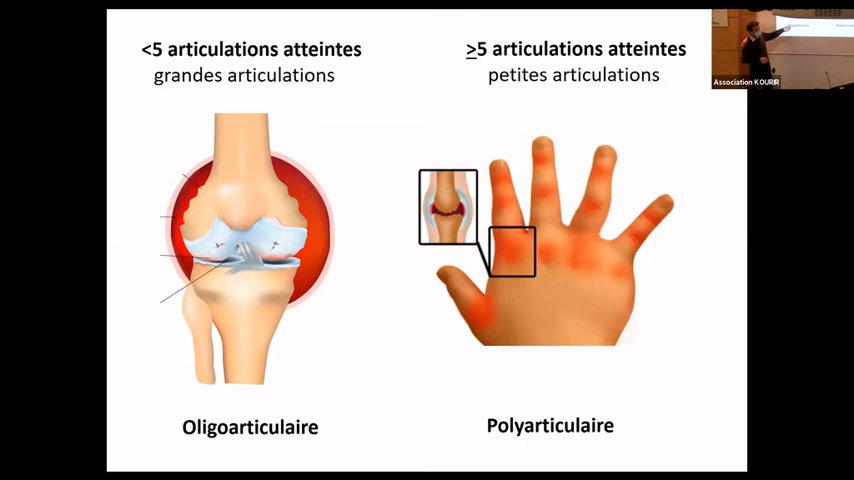 <5 articulations atteintes
grandes articulations
≥5 articulations atteintes
petites articulations
Association KOURIR
Oligoarticulaire
Polyarticulaire